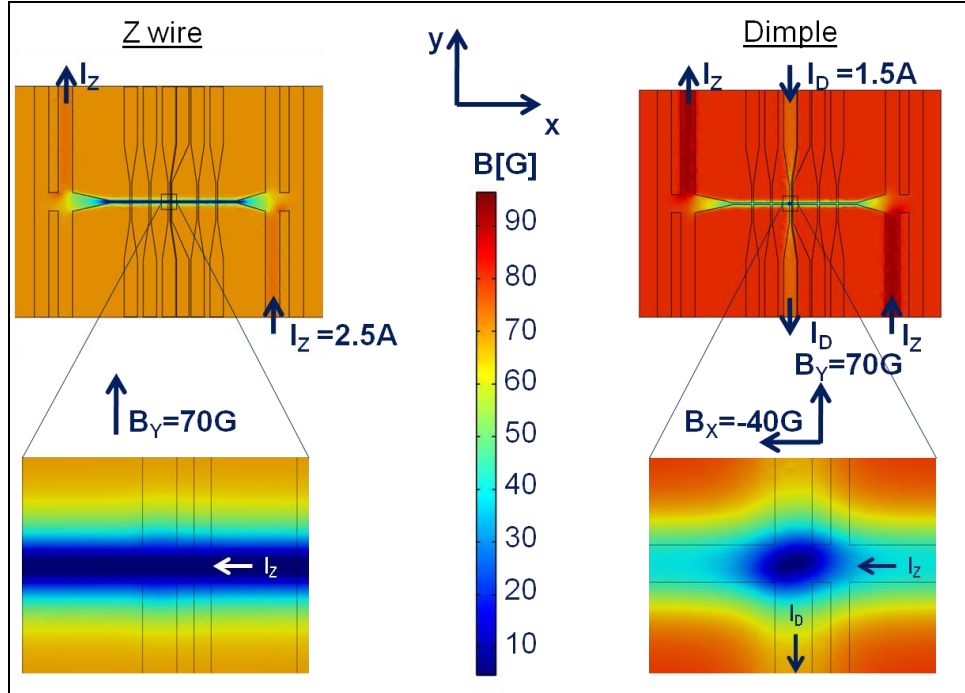 Z wire
Dimple
y
x
I_Z
I_D =1.5A
I_Z
B[G]
90
80
70
60
50
40
30
20
10
I_Z =2.5A
B_Y=70G
I_Z
I_D
I_Z
B_Y=70G
B_X=-40G
I_Z
I_D